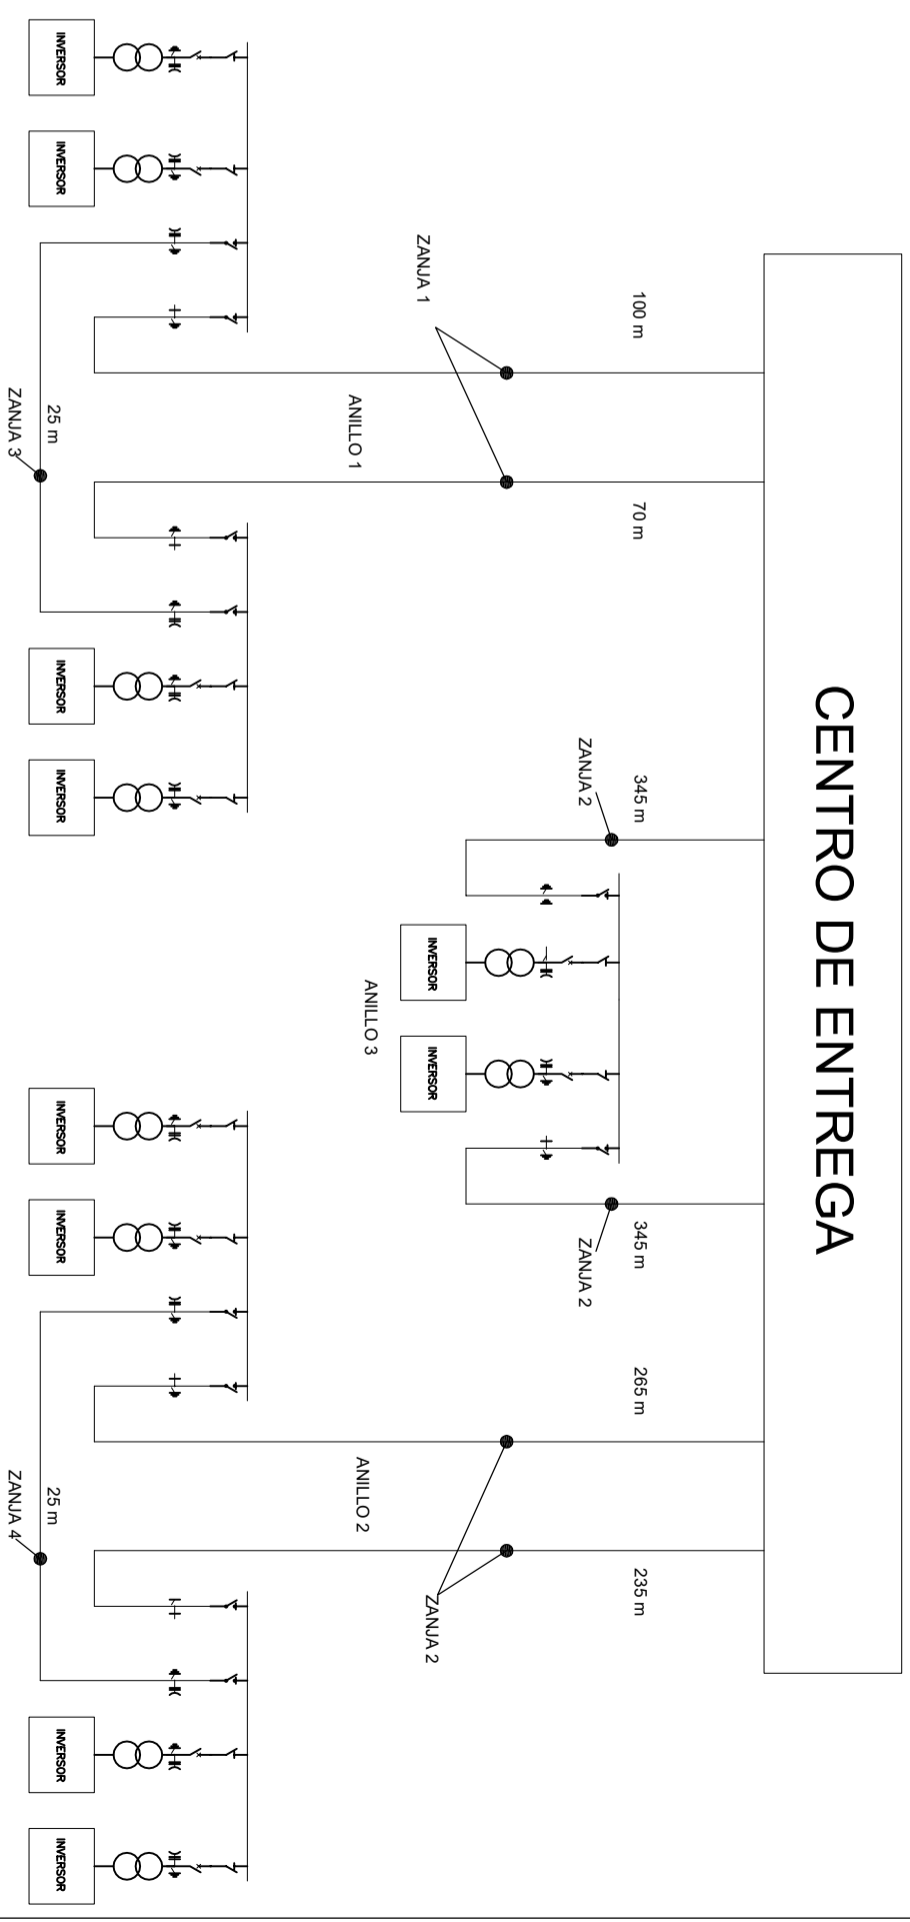 CENTRO DE ENTREGA
100 m
70 m
345 m
345 m
265 m
235 m
ZANJA 1
ZANJA 2
ZANJA 2
ZANJA 2
ANILLO 1
ANILLO 3
ANILLO 2
INVERSOR
INVERSOR
INVERSOR
INVERSOR
INVERSOR
INVERSOR
INVERSOR
INVERSOR
INVERSOR
INVERSOR
25 m
25 m
ZANJA 3
ZANJA 4